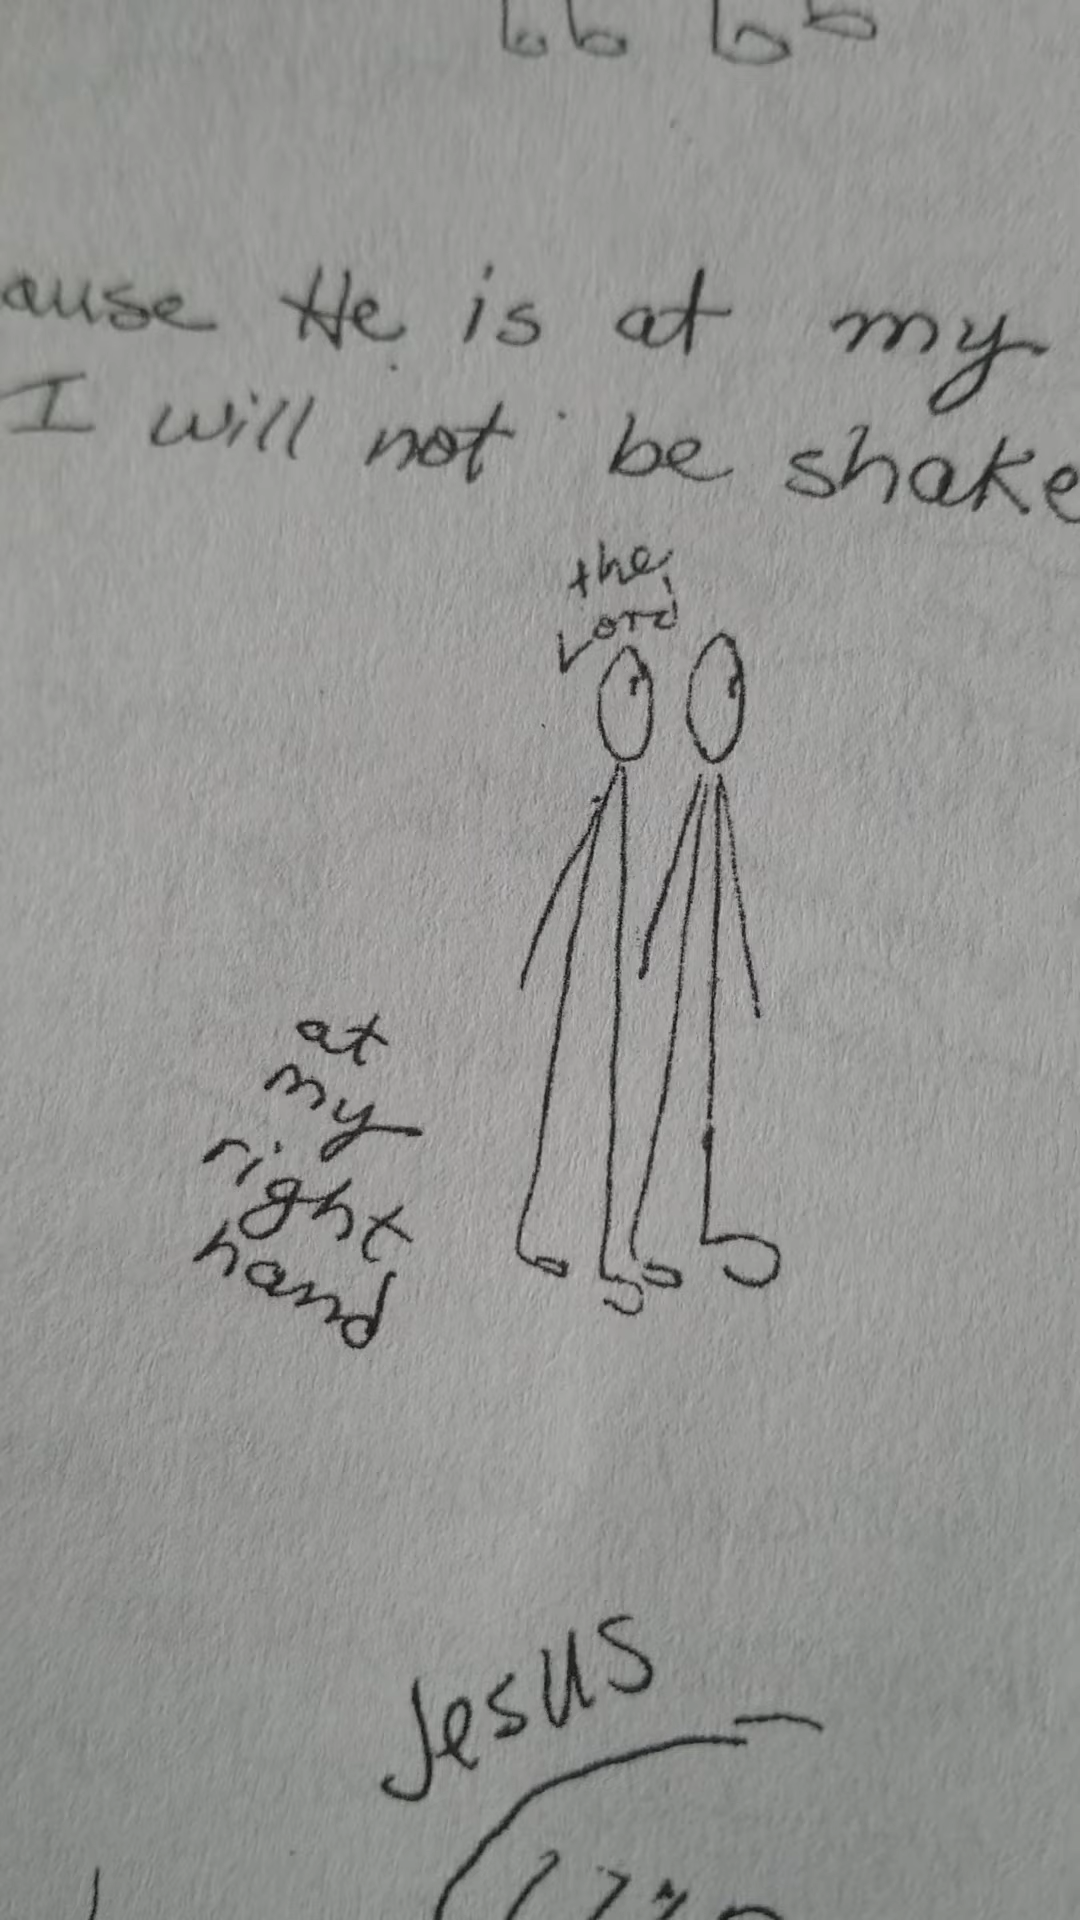 ause He is at my
I will not be shake
the
Lord
at
my
right
hand
Jesus